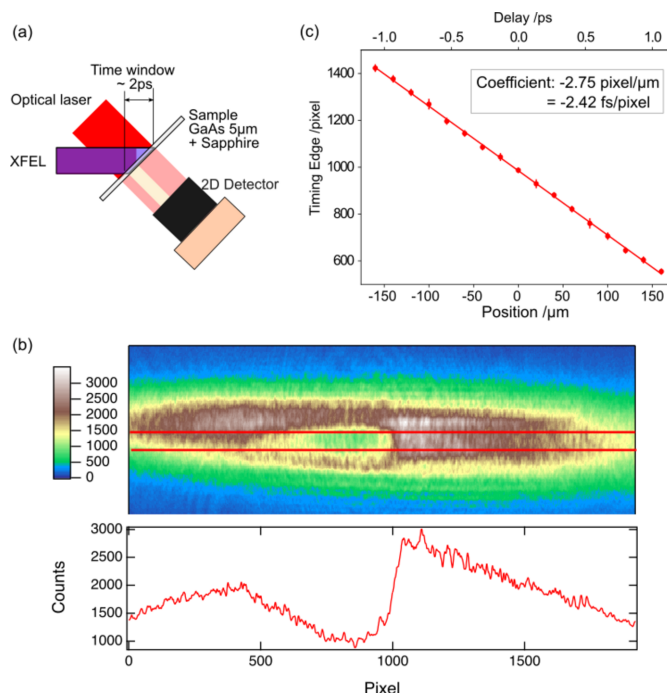 (a)
Time window
~ 2ps
Optical laser
Sample
GaAs 5μm
+ Sapphire
XFEL
2D Detector
(c)
Delay /ps
-1.0 -0.5 0.0 0.5 1.0
Coefficient: -2.75 pixel/μm
= -2.42 fs/pixel
Timing Edge /pixel
1400
1200
1000
800
600
-150 -100 -50 0 50 100 150
Position /μm
(b)
3000
2500
2000
1500
1000
500
0
Counts
3000
2500
2000
1500
1000
0 500 1000 1500
Pixel